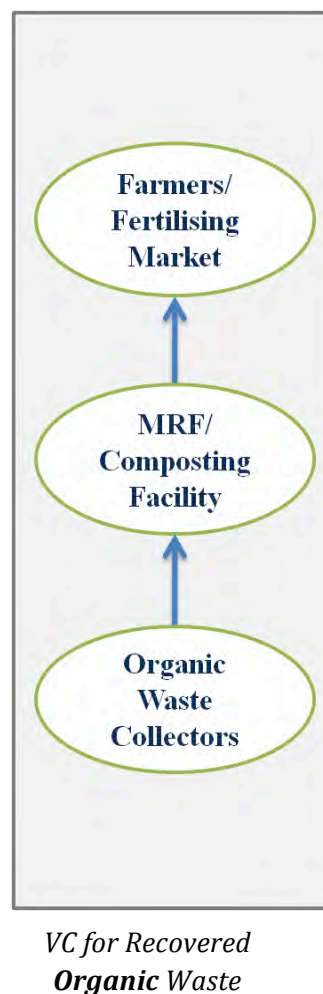 Farmers/
Fertilising
Market
MRF/
Composting
Facility
Organic
Waste
Collectors
VC for Recovered
Organic Waste